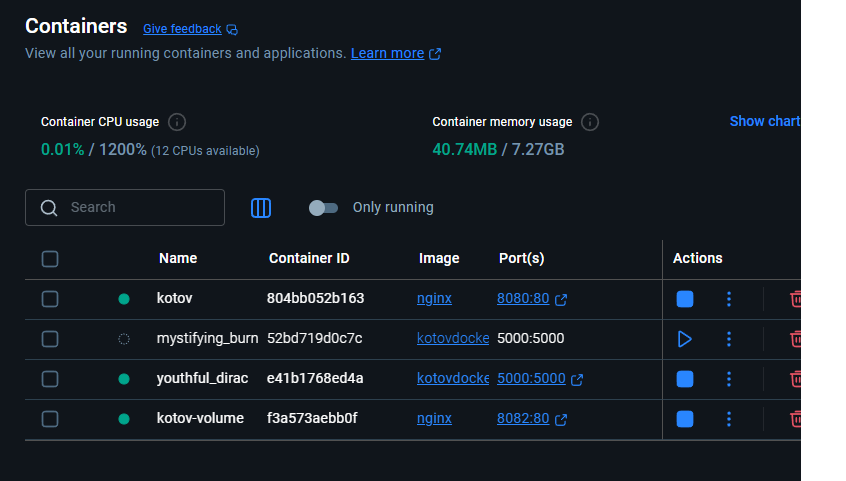 Containers Give feedback
View all your running containers and applications. Learn more
Container CPU usage Container memory usage Show chart
0.01% / 1200% (12 CPUs available) 40.74MB / 7.27GB
Search Only running
Name Container ID Image Port(s) Actions
kotov 804bb052b163 nginx 8080:80
mystifying_burn 52bd719d0c7c kotovdocke 5000:5000
youthful_dirac e41b1768ed4a kotovdocke 5000:5000
kotov-volume f3a573aebb0f nginx 8082:80